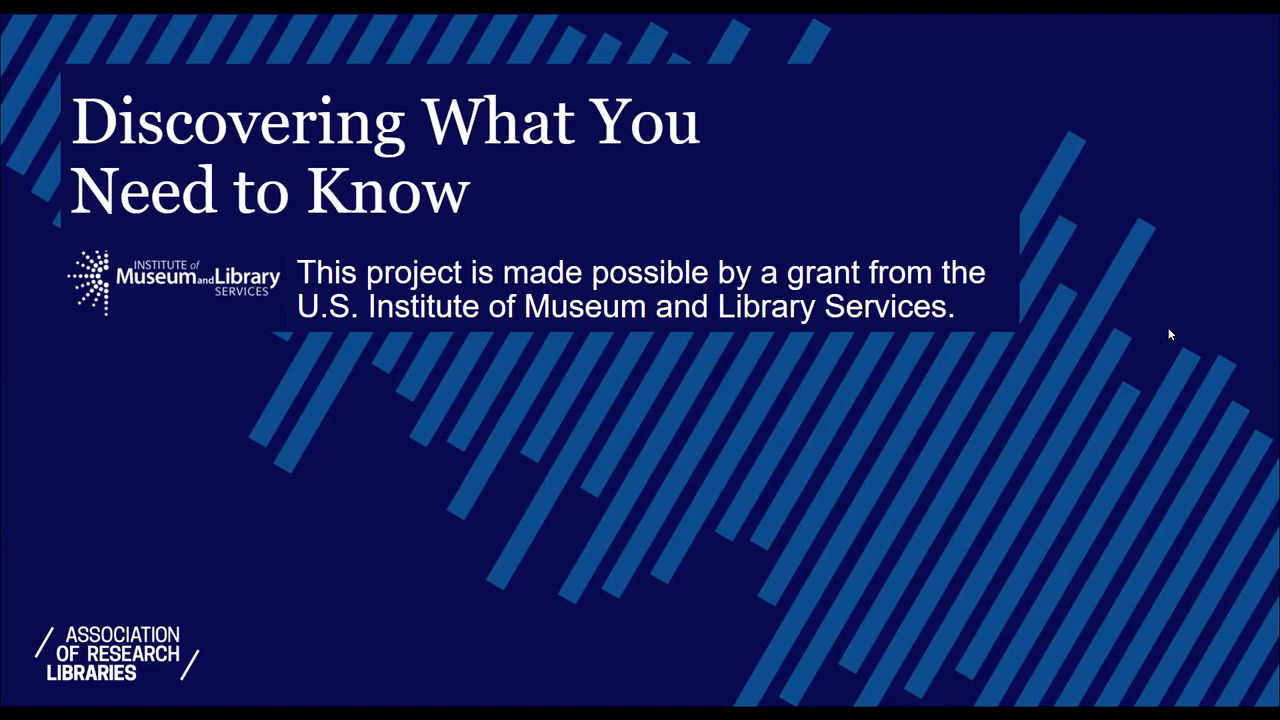 Discovering What You
Need to Know
INSTITUTE of
Museum and Library
SERVICES
This project is made possible by a grant from the
U.S. Institute of Museum and Library Services.
ASSOCIATION
OF RESEARCH
LIBRARIES